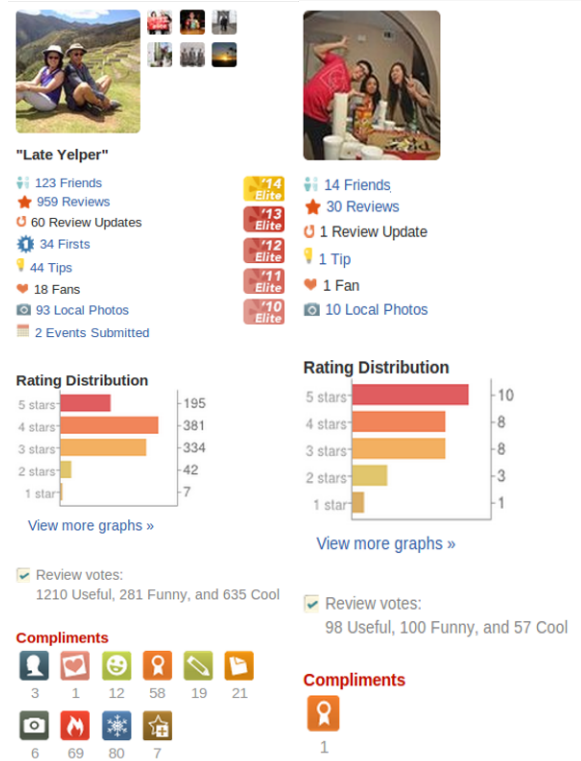 "Late Yelper"
123 Friends
959 Reviews
60 Review Updates
34 Firsts
44 Tips
18 Fans
93 Local Photos
2 Events Submitted
'14 Elite
'13 Elite
'12 Elite
'11 Elite
'10 Elite
Rating Distribution
5 stars 195
4 stars 381
3 stars 334
2 stars 42
1 star 7
View more graphs »
Review votes:
1210 Useful, 281 Funny, and 635 Cool
Compliments
3 1 12 58 19 21
6 69 80 7
14 Friends
30 Reviews
1 Review Update
1 Tip
1 Fan
10 Local Photos
Rating Distribution
5 stars 10
4 stars 8
3 stars 8
2 stars 3
1 star 1
View more graphs »
Review votes:
98 Useful, 100 Funny, and 57 Cool
Compliments
1